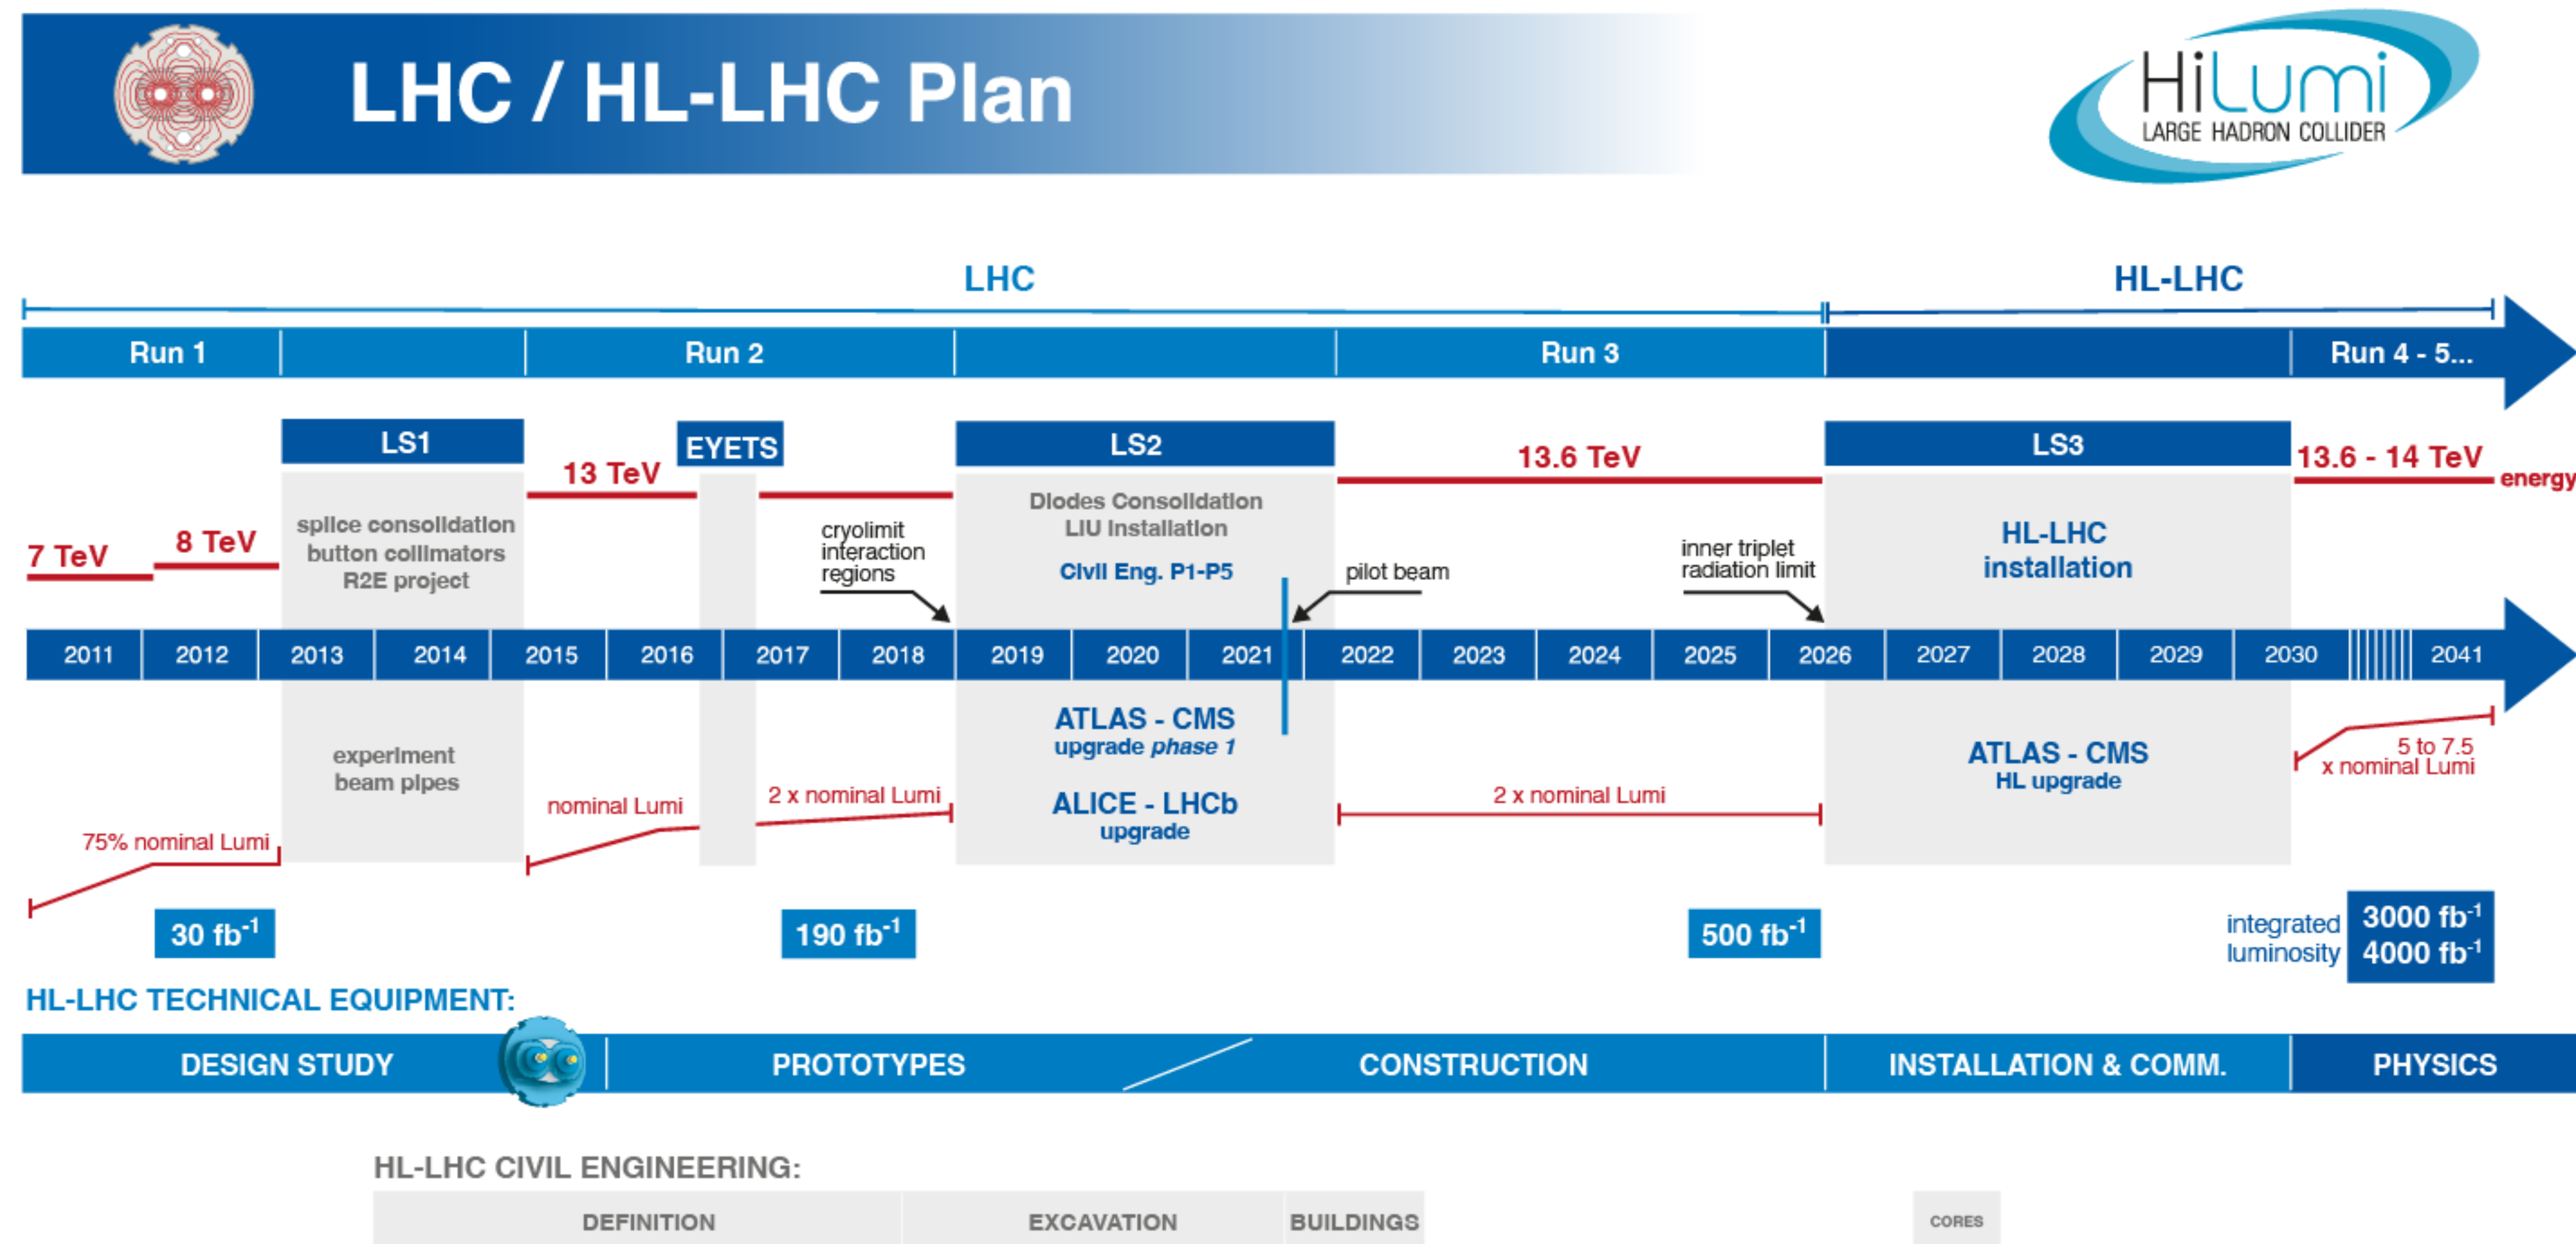 LHC / HL-LHC Plan
HiLumi
LARGE HADRON COLLIDER
LHC
HL-LHC
Run 1
Run 2
Run 3
Run 4 - 5...
LS1
EYETS
LS2
LS3
13 TeV
13.6 TeV
13.6 - 14 TeV
energy
7 TeV
8 TeV
splice consolidation
button collimators
R2E project
cryolimit
interaction
regions
Diodes Consolidation
LIU Installation
Civil Eng. P1-P5
pilot beam
inner triplet
radiation limit
HL-LHC
installation
2011
2012
2013
2014
2015
2016
2017
2018
2019
2020
2021
2022
2023
2024
2025
2026
2027
2028
2029
2030
2041
experiment
beam pipes
ATLAS - CMS
upgrade phase 1
ALICE - LHCb
upgrade
ATLAS - CMS
HL upgrade
5 to 7.5
x nominal Lumi
75% nominal Lumi
nominal Lumi
2 x nominal Lumi
2 x nominal Lumi
30 fb-1
190 fb-1
500 fb-1
integrated
luminosity
3000 fb-1
4000 fb-1
HL-LHC TECHNICAL EQUIPMENT:
DESIGN STUDY
PROTOTYPES
CONSTRUCTION
INSTALLATION & COMM.
PHYSICS
HL-LHC CIVIL ENGINEERING:
DEFINITION
EXCAVATION
BUILDINGS
CORES